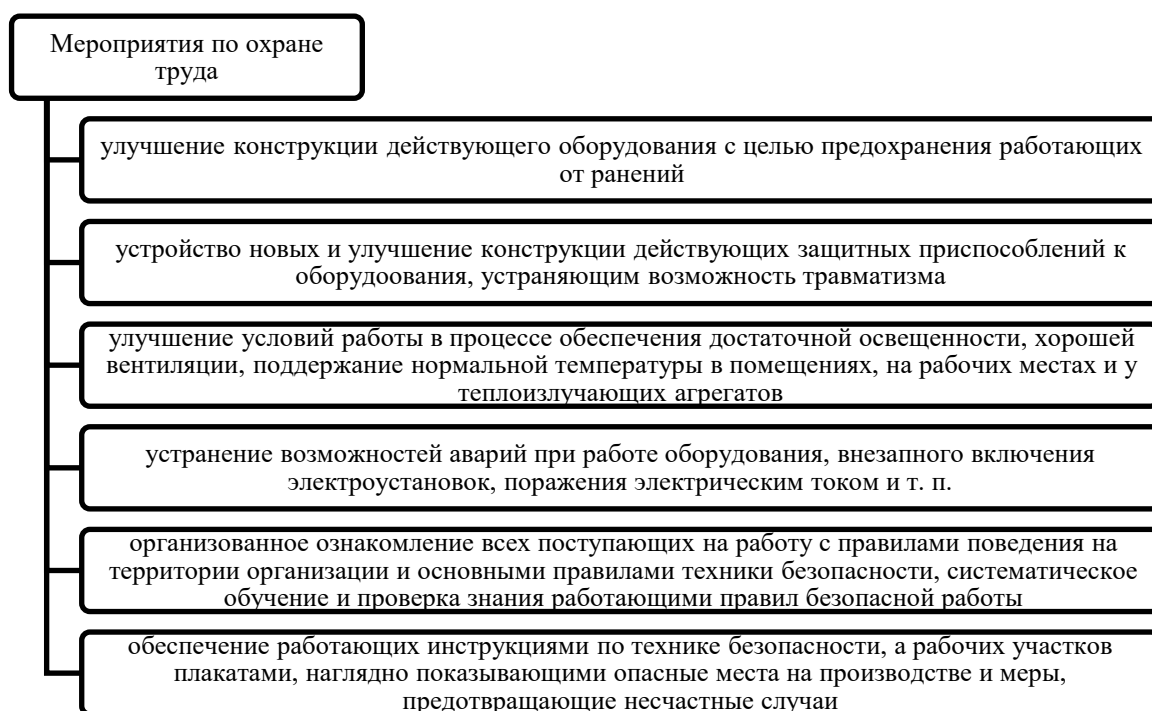 Мероприятия по охране
труда
улучшение конструкции действующего оборудования с целью предохранения работающих
от ранений
устройство новых и улучшение конструкции действующих защитных приспособлений к
оборудоования, устраняющим возможность травматизма
улучшение условий работы в процессе обеспечения достаточной освещенности, хорошей
вентиляции, поддержание нормальной температуры в помещениях, на рабочих местах и у
теплоизлучающих агрегатов
устранение возможностей аварий при работе оборудования, внезапного включения
электроустановок, поражения электрическим током и т. п.
организованное ознакомление всех поступающих на работу с правилами поведения на
территории организации и основными правилами техники безопасности, систематическое
обучение и проверка знания работающими правил безопасной работы
обеспечение работающих инструкциями по технике безопасности, а рабочих участков
плакатами, наглядно показывающими опасные места на производстве и меры,
предотвращающие несчастные случаи